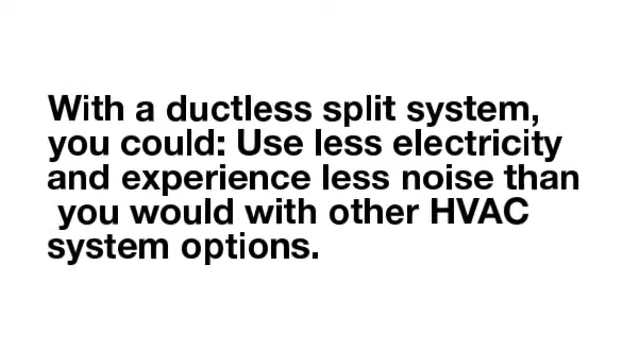 With a ductless split system,
you could: Use less electricity
and experience less noise than
you would with other HVAC
system options.